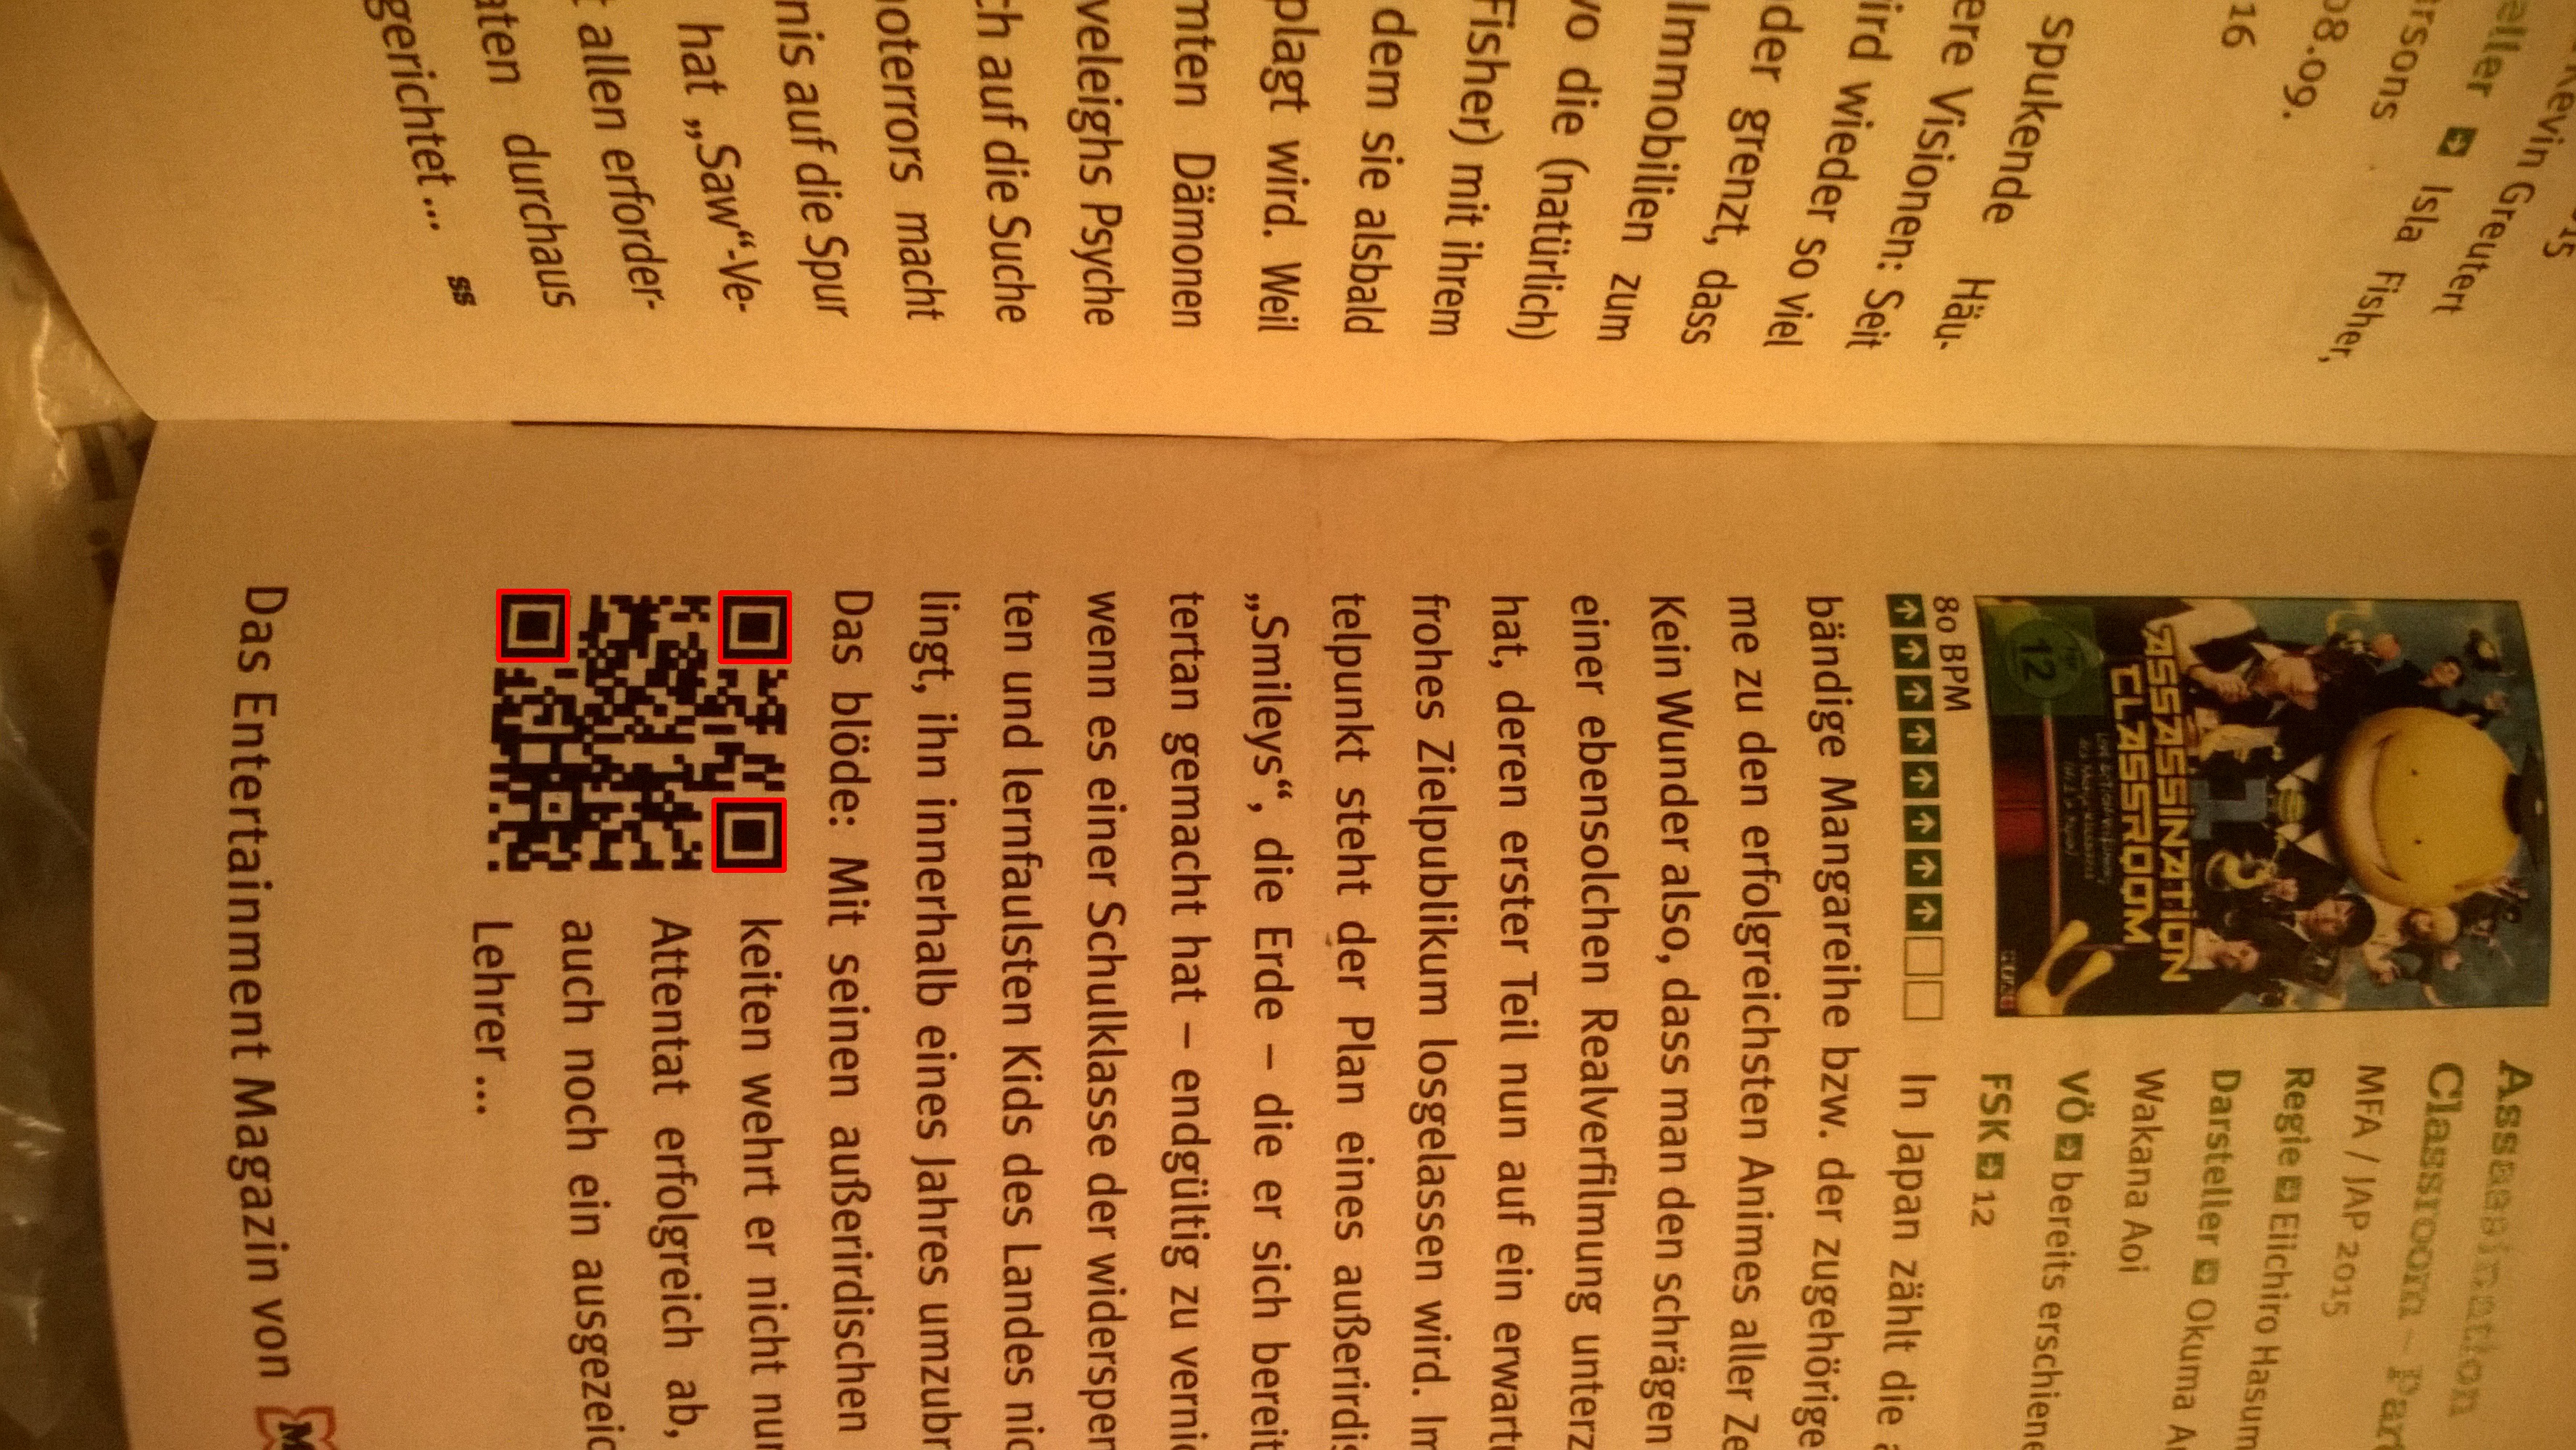 15
Kevin Greutert
eller Isla Fisher,
rsons
08.09.
16
spukende Häu-
ere Visionen: Seit
ird wieder so viel
der grenzt, dass
Immobilien zum
wo die (natürlich)
Fisher) mit ihrem
dem sie alsbald
plagt wird. Weil
mten Dämonen
veleighs Psyche
ch auf die Suche
noterrors macht
nis auf die Spur
hat „Saw“-Ve-
t allen erforder-
aten durchaus
gerichtet ... ss
ASSASSINATION
CLASSROOM
12
Assassination
Classroom – Par
MFA / JAP 2015
Regie Eiichiro Hasum
Darsteller Okuma A
Wakana Aoi
VÖ bereits erschiene
FSK 12
80 BPM
In Japan zählt die
bändige Mangareihe bzw. der zugehörige
me zu den erfolgreichsten Animes aller Ze
Kein Wunder also, dass man den schrägen
einer ebensolchen Realverfilmung unterz
hat, deren erster Teil nun auf ein erwart
frohes Zielpublikum losgelassen wird. Im
telpunkt steht der Plan eines außerirdis
„Smileys“, die Erde – die er sich bereit
tertan gemacht hat – endgültig zu vernic
wenn es einer Schulklasse der widerspen
ten und lernfaulsten Kids des Landes nic
lingt, ihn innerhalb eines Jahres umzubr
Das blöde: Mit seinen außerirdischen
keiten wehrt er nicht nur
Attentat erfolgreich ab,
auch noch ein ausgezeic
Lehrer ...
Das Entertainment Magazin von M